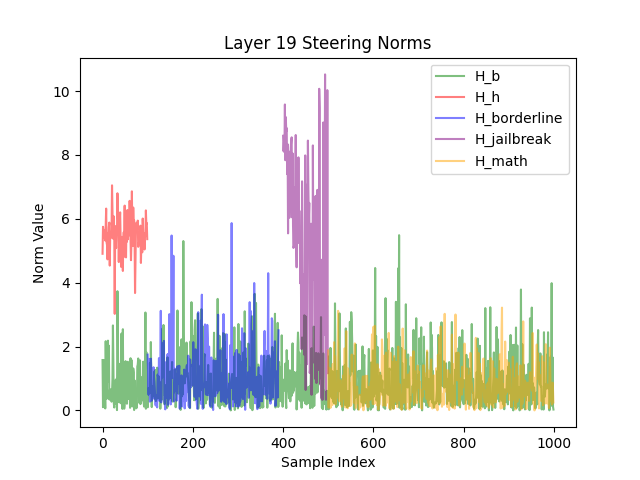 Layer 19 Steering Norms
H_b
H_h
H_borderline
H_jailbreak
H_math
Norm Value
10
8
6
4
2
0
0 200 400 600 800 1000
Sample Index